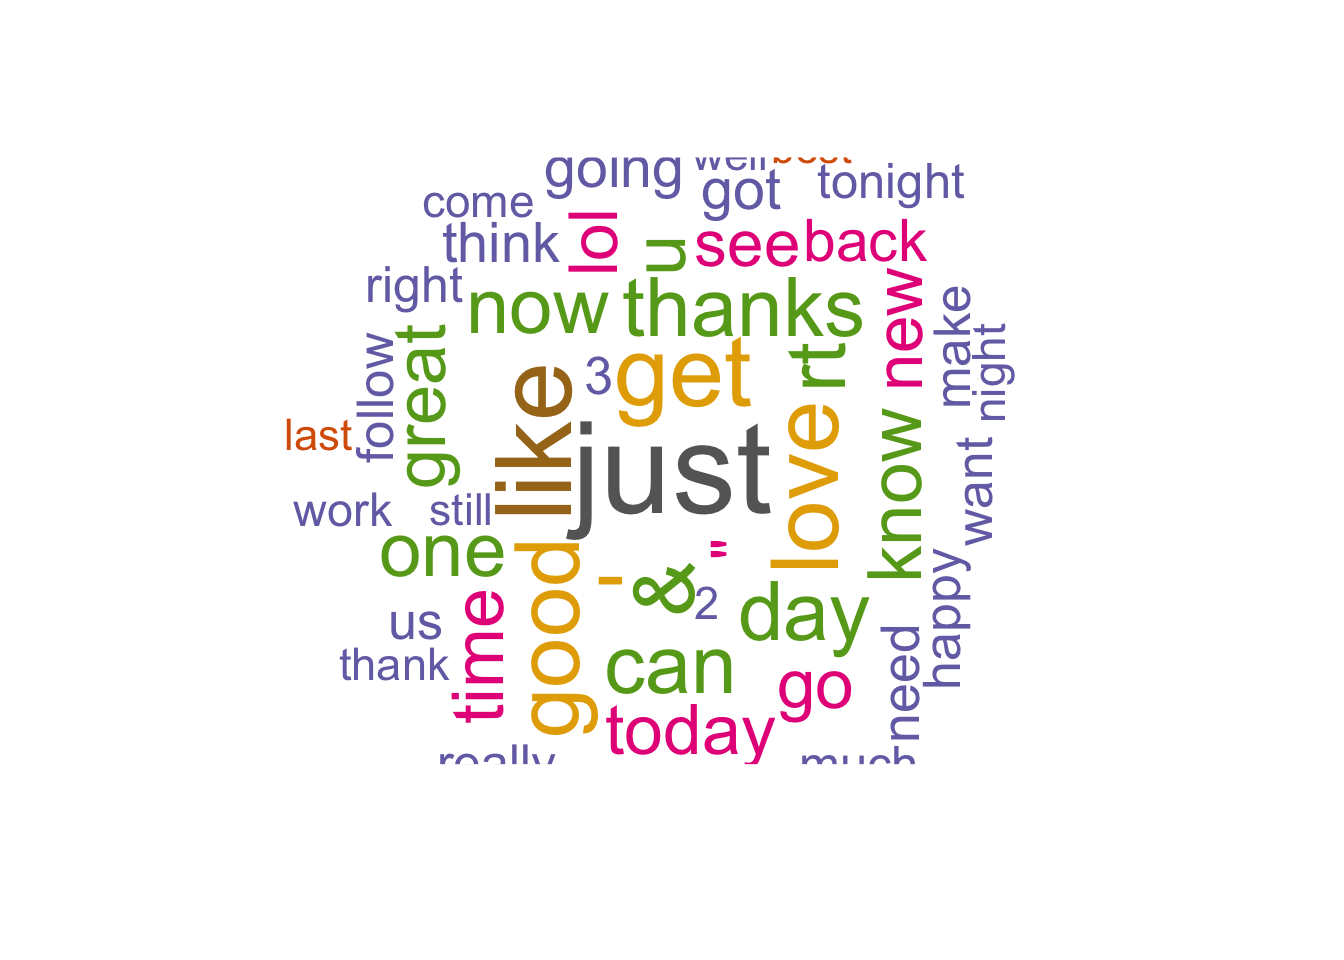 going
well
best
come
got
tonight
think
lol
u
see
back
right
now
thanks
new
make
night
follow
great
3
get
rt
last
like
just
love
know
want
work
still
one
good
-
&
"
2
day
happy
us
thank
time
can
go
need
today
really
much